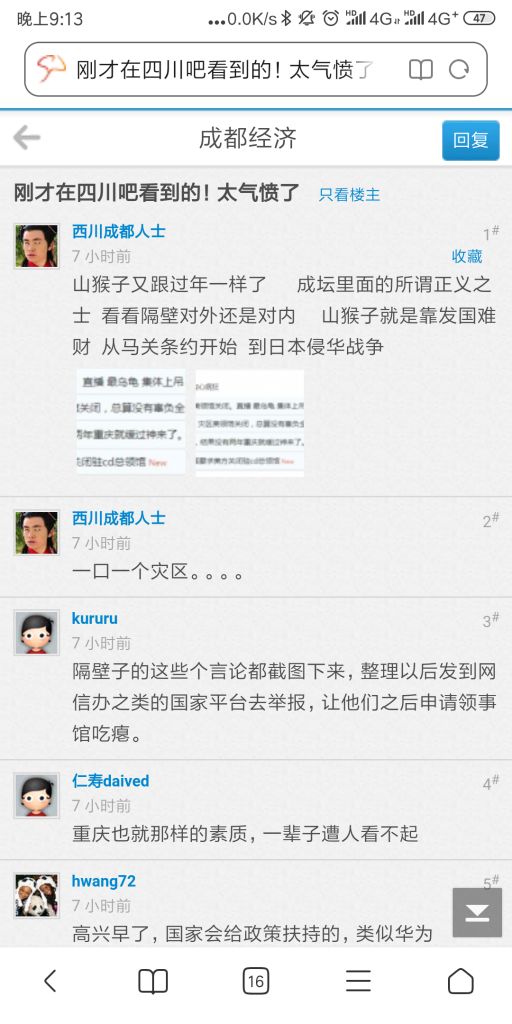 晚上9:13
...0.0K/s
HD 4G
HD 4G+
47
刚才在四川吧看到的！太气愤了
成都经济
回复
刚才在四川吧看到的！太气愤了 只看楼主
西川成都人士
1#
7 小时前
收藏
山猴子又跟过年一样了 成坛里面的所谓正义之
士 看看隔壁对外还是对内 山猴子就是靠发国难
财 从马关条约开始 到日本侵华战争
直播 最乌龟 集体上吊
关闭，总算没有辜负全
两年重庆就缓过神来了。
关闭驻cd总领馆 New
西川成都人士
2#
7 小时前
一口一个灾区。。。。
kururu
3#
7 小时前
隔壁子的这些个言论都截图下来，整理以后发到网
信办之类的国家平台去举报，让他们之后申请领事
馆吃瘪。
仁寿daived
4#
7 小时前
重庆也就那样的素质，一辈子遭人看不起
hwang72
5#
7 小时前
高兴早了，国家会给政策扶持的，类似华为
16